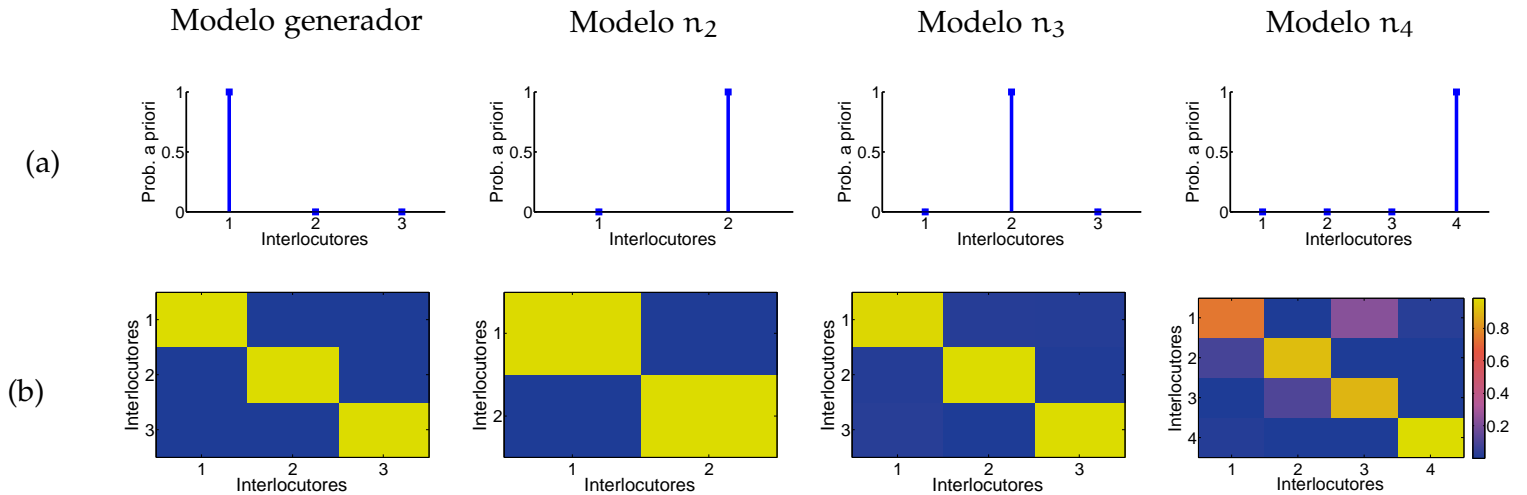 Modelo generador
Modelo n2
Modelo n3
Modelo n4
(a)
Prob. a priori
1
0.5
0
1 2 3
Interlocutores
Prob. a priori
1
0.5
0
1 2
Interlocutores
Prob. a priori
1
0.5
0
1 2 3
Interlocutores
Prob. a priori
1
0.5
0
1 2 3 4
Interlocutores
(b)
Interlocutores
1
2
3
1 2 3
Interlocutores
Interlocutores
1
2
1 2
Interlocutores
Interlocutores
1
2
3
1 2 3
Interlocutores
Interlocutores
1
2
3
4
1 2 3 4
Interlocutores
0.8
0.6
0.4
0.2